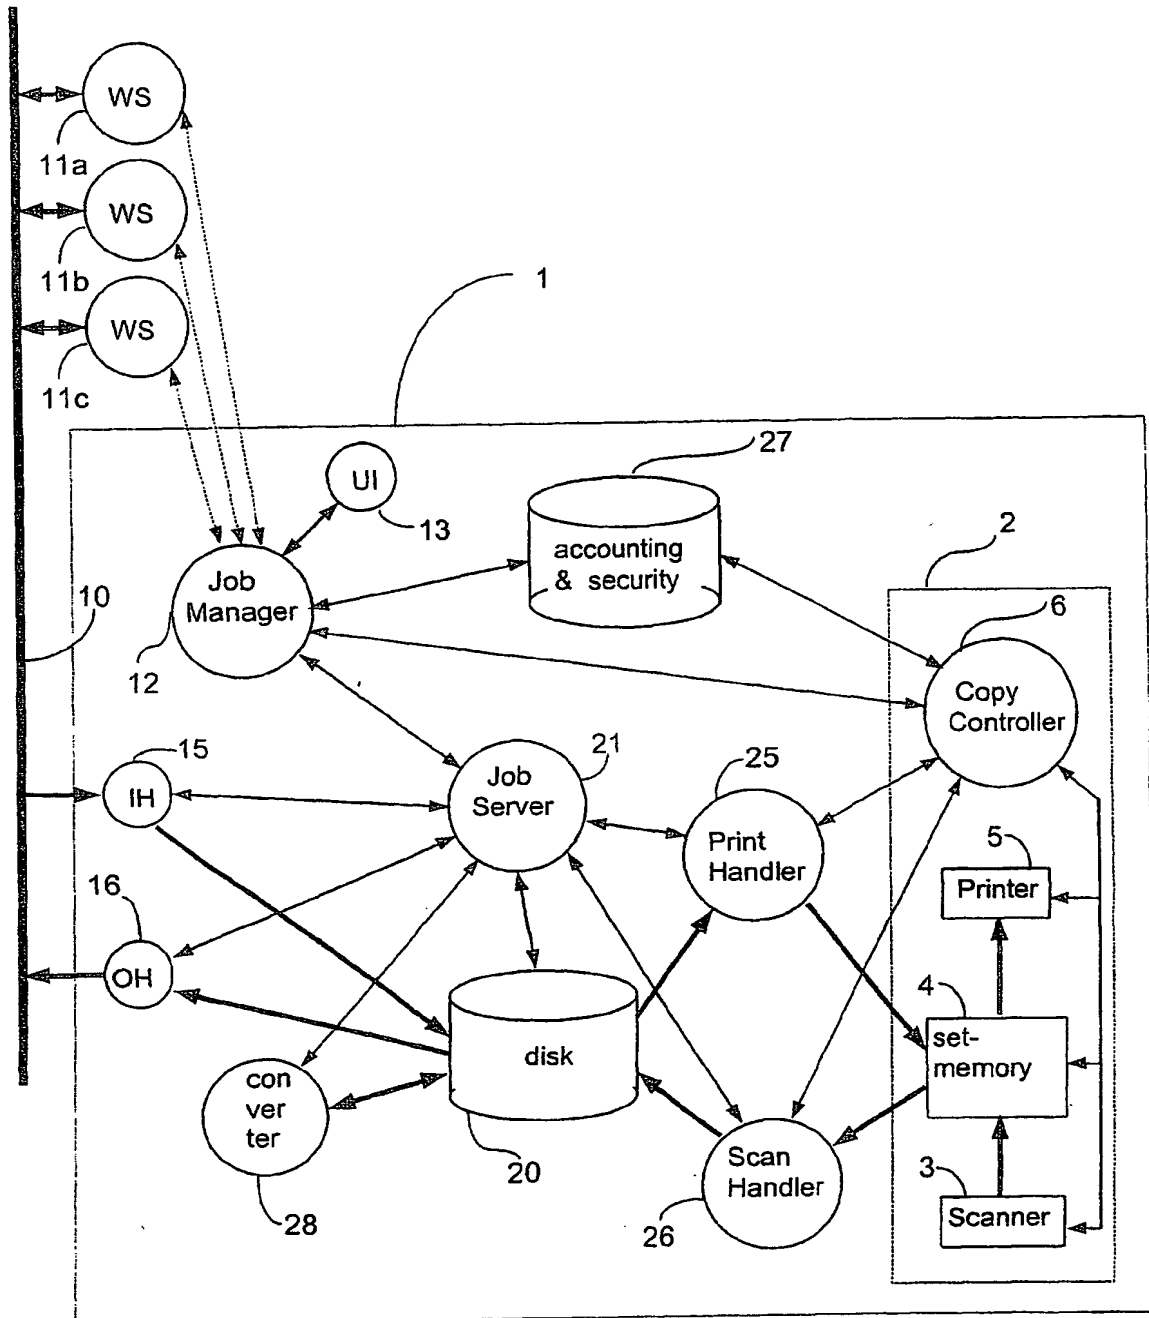 WS
11a
WS
11b
WS
11c
1
UI
13
27
accounting
& security
2
6
Job
Manager
12
10
Copy
Controller
15
IH
21
Job
Server
25
Print
Handler
5
Printer
16
OH
4
set-
memory
disk
20
con
ver
ter
28
Scan
Handler
26
3
Scanner